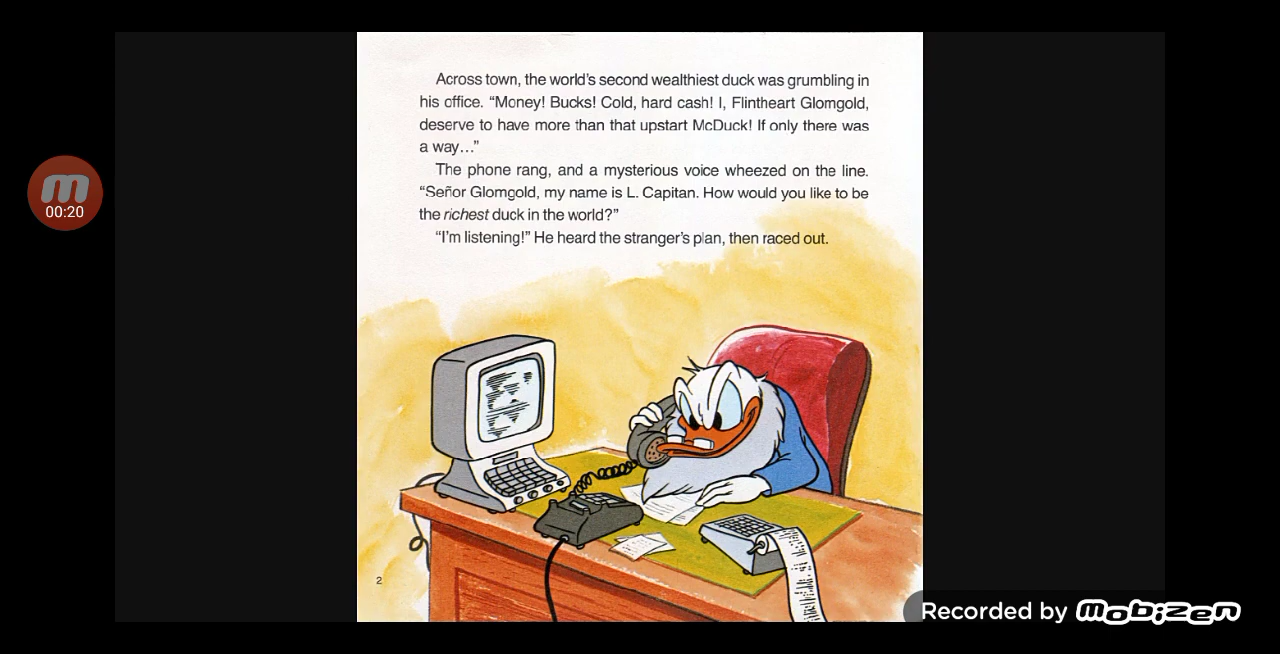 Across town, the world's second wealthiest duck was grumbling in
his office. “Money! Bucks! Cold, hard cash! I, Flintheart Glomgold,
deserve to have more than that upstart McDuck! If only there was
a way…”
The phone rang, and a mysterious voice wheezed on the line.
“Señor Glomgold, my name is L. Capitan. How would you like to be
the richest duck in the world?”
“I'm listening!” He heard the stranger's plan, then raced out.
00:20
2
Recorded by Mobizen